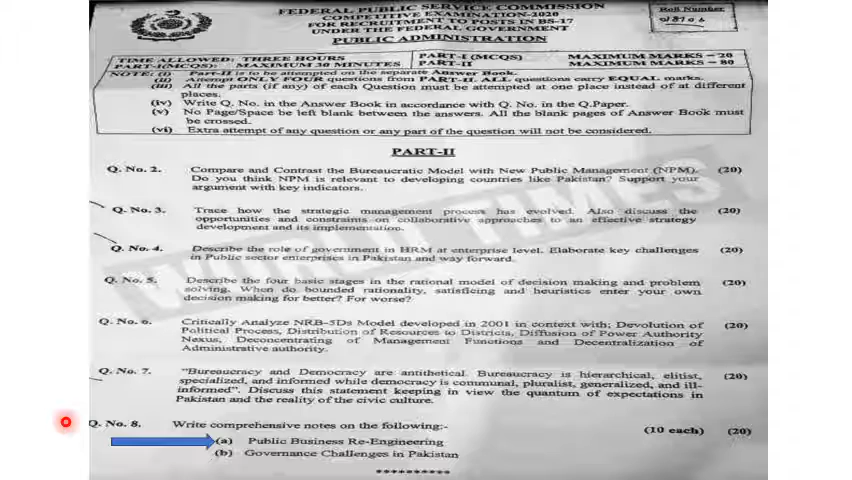 FEDERAL PUBLIC SERVICE COMMISSION
COMPETITIVE EXAMINATION-2020
FOR RECRUITMENT TO POSTS IN BS-17
UNDER THE FEDERAL GOVERNMENT
PUBLIC ADMINISTRATION
Roll Number
TIME ALLOWED: THREE HOURS PART-I (MCQS) MAXIMUM MARKS = 20
PART-I(MCQS): MAXIMUM 30 MINUTES PART-II MAXIMUM MARKS = 80
NOTE: (i) Part-II is to be attempted on the separate Answer Book.
(ii) Attempt ONLY FOUR questions from PART-II. ALL questions carry EQUAL marks.
(iii) All the parts (if any) of each Question must be attempted at one place instead of at different
places.
(iv) Write Q. No. in the Answer Book in accordance with Q. No. in the Q.Paper.
(v) No Page/Space be left blank between the answers. All the blank pages of Answer Book must
be crossed.
(vi) Extra attempt of any question or any part of the question will not be considered.
PART-II
Q. No. 2. Compare and Contrast the Bureaucratic Model with New Public Management (NPM). (20)
Do you think NPM is relevant to developing countries like Pakistan? Support your
argument with key indicators.
Q. No. 3. Trace how the strategic management process has evolved. Also discuss the (20)
opportunities and constraints on collaborative approaches to an effective strategy
development and its implementation.
Q. No. 4. Describe the role of government in HRM at enterprise level. Elaborate key challenges (20)
in Public sector enterprises in Pakistan and way forward.
Q. No. 5. Describe the four basic stages in the rational model of decision making and problem (20)
solving. When do bounded rationality, satisficing and heuristics enter your own
decision making for better? For worse?
Q. No. 6. Critically Analyze NRB-5Ds Model developed in 2001 in context with; Devolution of (20)
Political Process, Distribution of Resources to Districts, Diffusion of Power Authority
Nexus, Deconcentrating of Management Functions and Decentralization of
Administrative authority.
Q. No. 7. "Bureaucracy and Democracy are antithetical. Bureaucracy is hierarchical, elitist, (20)
specialized, and informed while democracy is communal, pluralist, generalized, and ill-
informed". Discuss this statement keeping in view the quantum of expectations in
Pakistan and the reality of the civic culture.
Q. No. 8. Write comprehensive notes on the following:- (10 each) (20)
(a) Public Business Re-Engineering
(b) Governance Challenges in Pakistan
**********